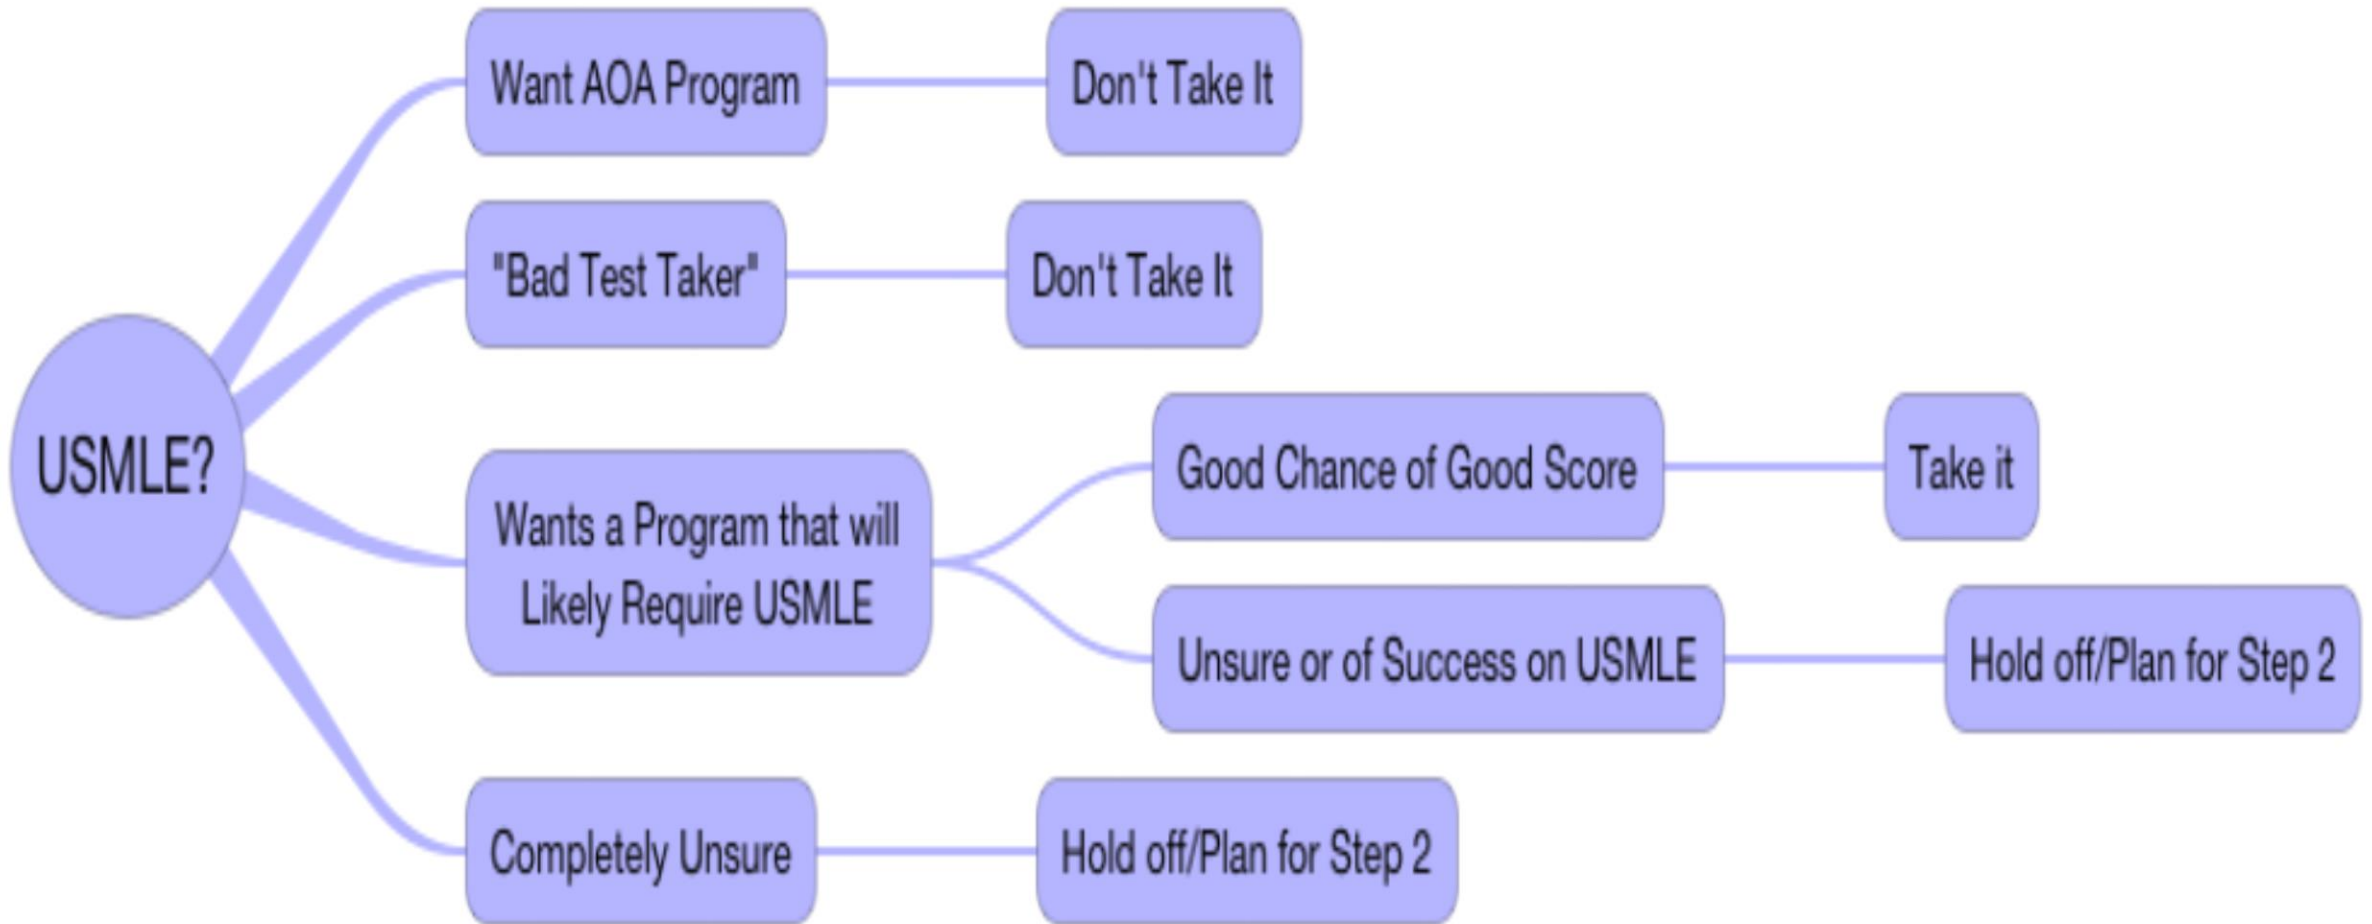 USMLE?
Want AOA Program
Don't Take It
"Bad Test Taker"
Don't Take It
Wants a Program that will
Likely Require USMLE
Good Chance of Good Score
Take it
Unsure or of Success on USMLE
Hold off/Plan for Step 2
Completely Unsure
Hold off/Plan for Step 2